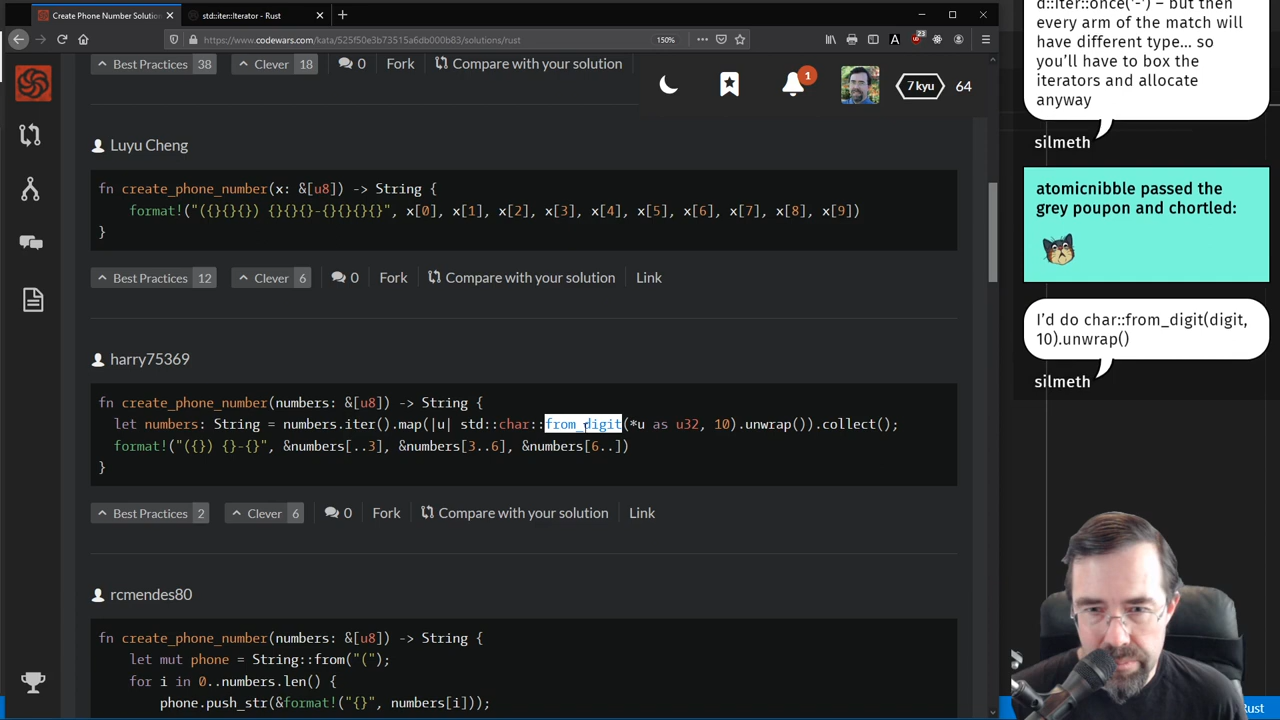 Create Phone Number Solution
std::iter::Iterator - Rust
https://www.codewars.com/kata/525f50e3b73515a6db000b83/solutions/rust
150%
23
Best Practices 38
Clever 18
0
Fork
Compare with your solution
1
7 kyu
64
Luyu Cheng
fn create_phone_number(x: &[u8]) -> String {
format!("({}{}{}) {}{}{}-{}{}{}{}", x[0], x[1], x[2], x[3], x[4], x[5], x[6], x[7], x[8], x[9])
}
Best Practices 12
Clever 6
0
Fork
Compare with your solution
Link
harry75369
fn create_phone_number(numbers: &[u8]) -> String {
let numbers: String = numbers.iter().map(|u| std::char::from_digit(*u as u32, 10).unwrap()).collect();
format!("({}) {}-{}", &numbers[..3], &numbers[3..6], &numbers[6..])
}
Best Practices 2
Clever 6
0
Fork
Compare with your solution
Link
rcmendes80
fn create_phone_number(numbers: &[u8]) -> String {
let mut phone = String::from("(");
for i in 0..numbers.len() {
phone.push_str(&format!("{}", numbers[i]));
d::iter::once('-') – but then
every arm of the match will
have different type... so
you'll have to box the
iterators and allocate
anyway
silmeth
atomicnibble passed the
grey poupon and chortled:
I'd do char::from_digit(digit,
10).unwrap()
silmeth
Rust